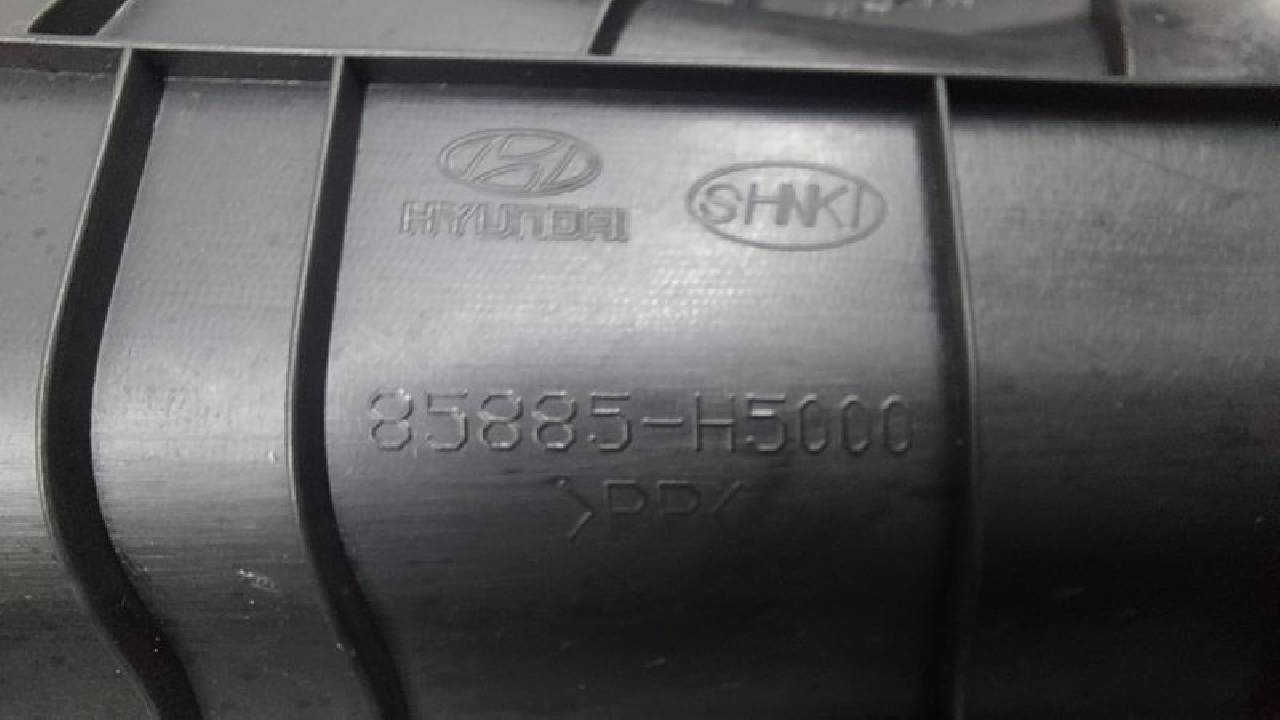 HYUNDAI
SHNKI
85885-H5000
>PP<